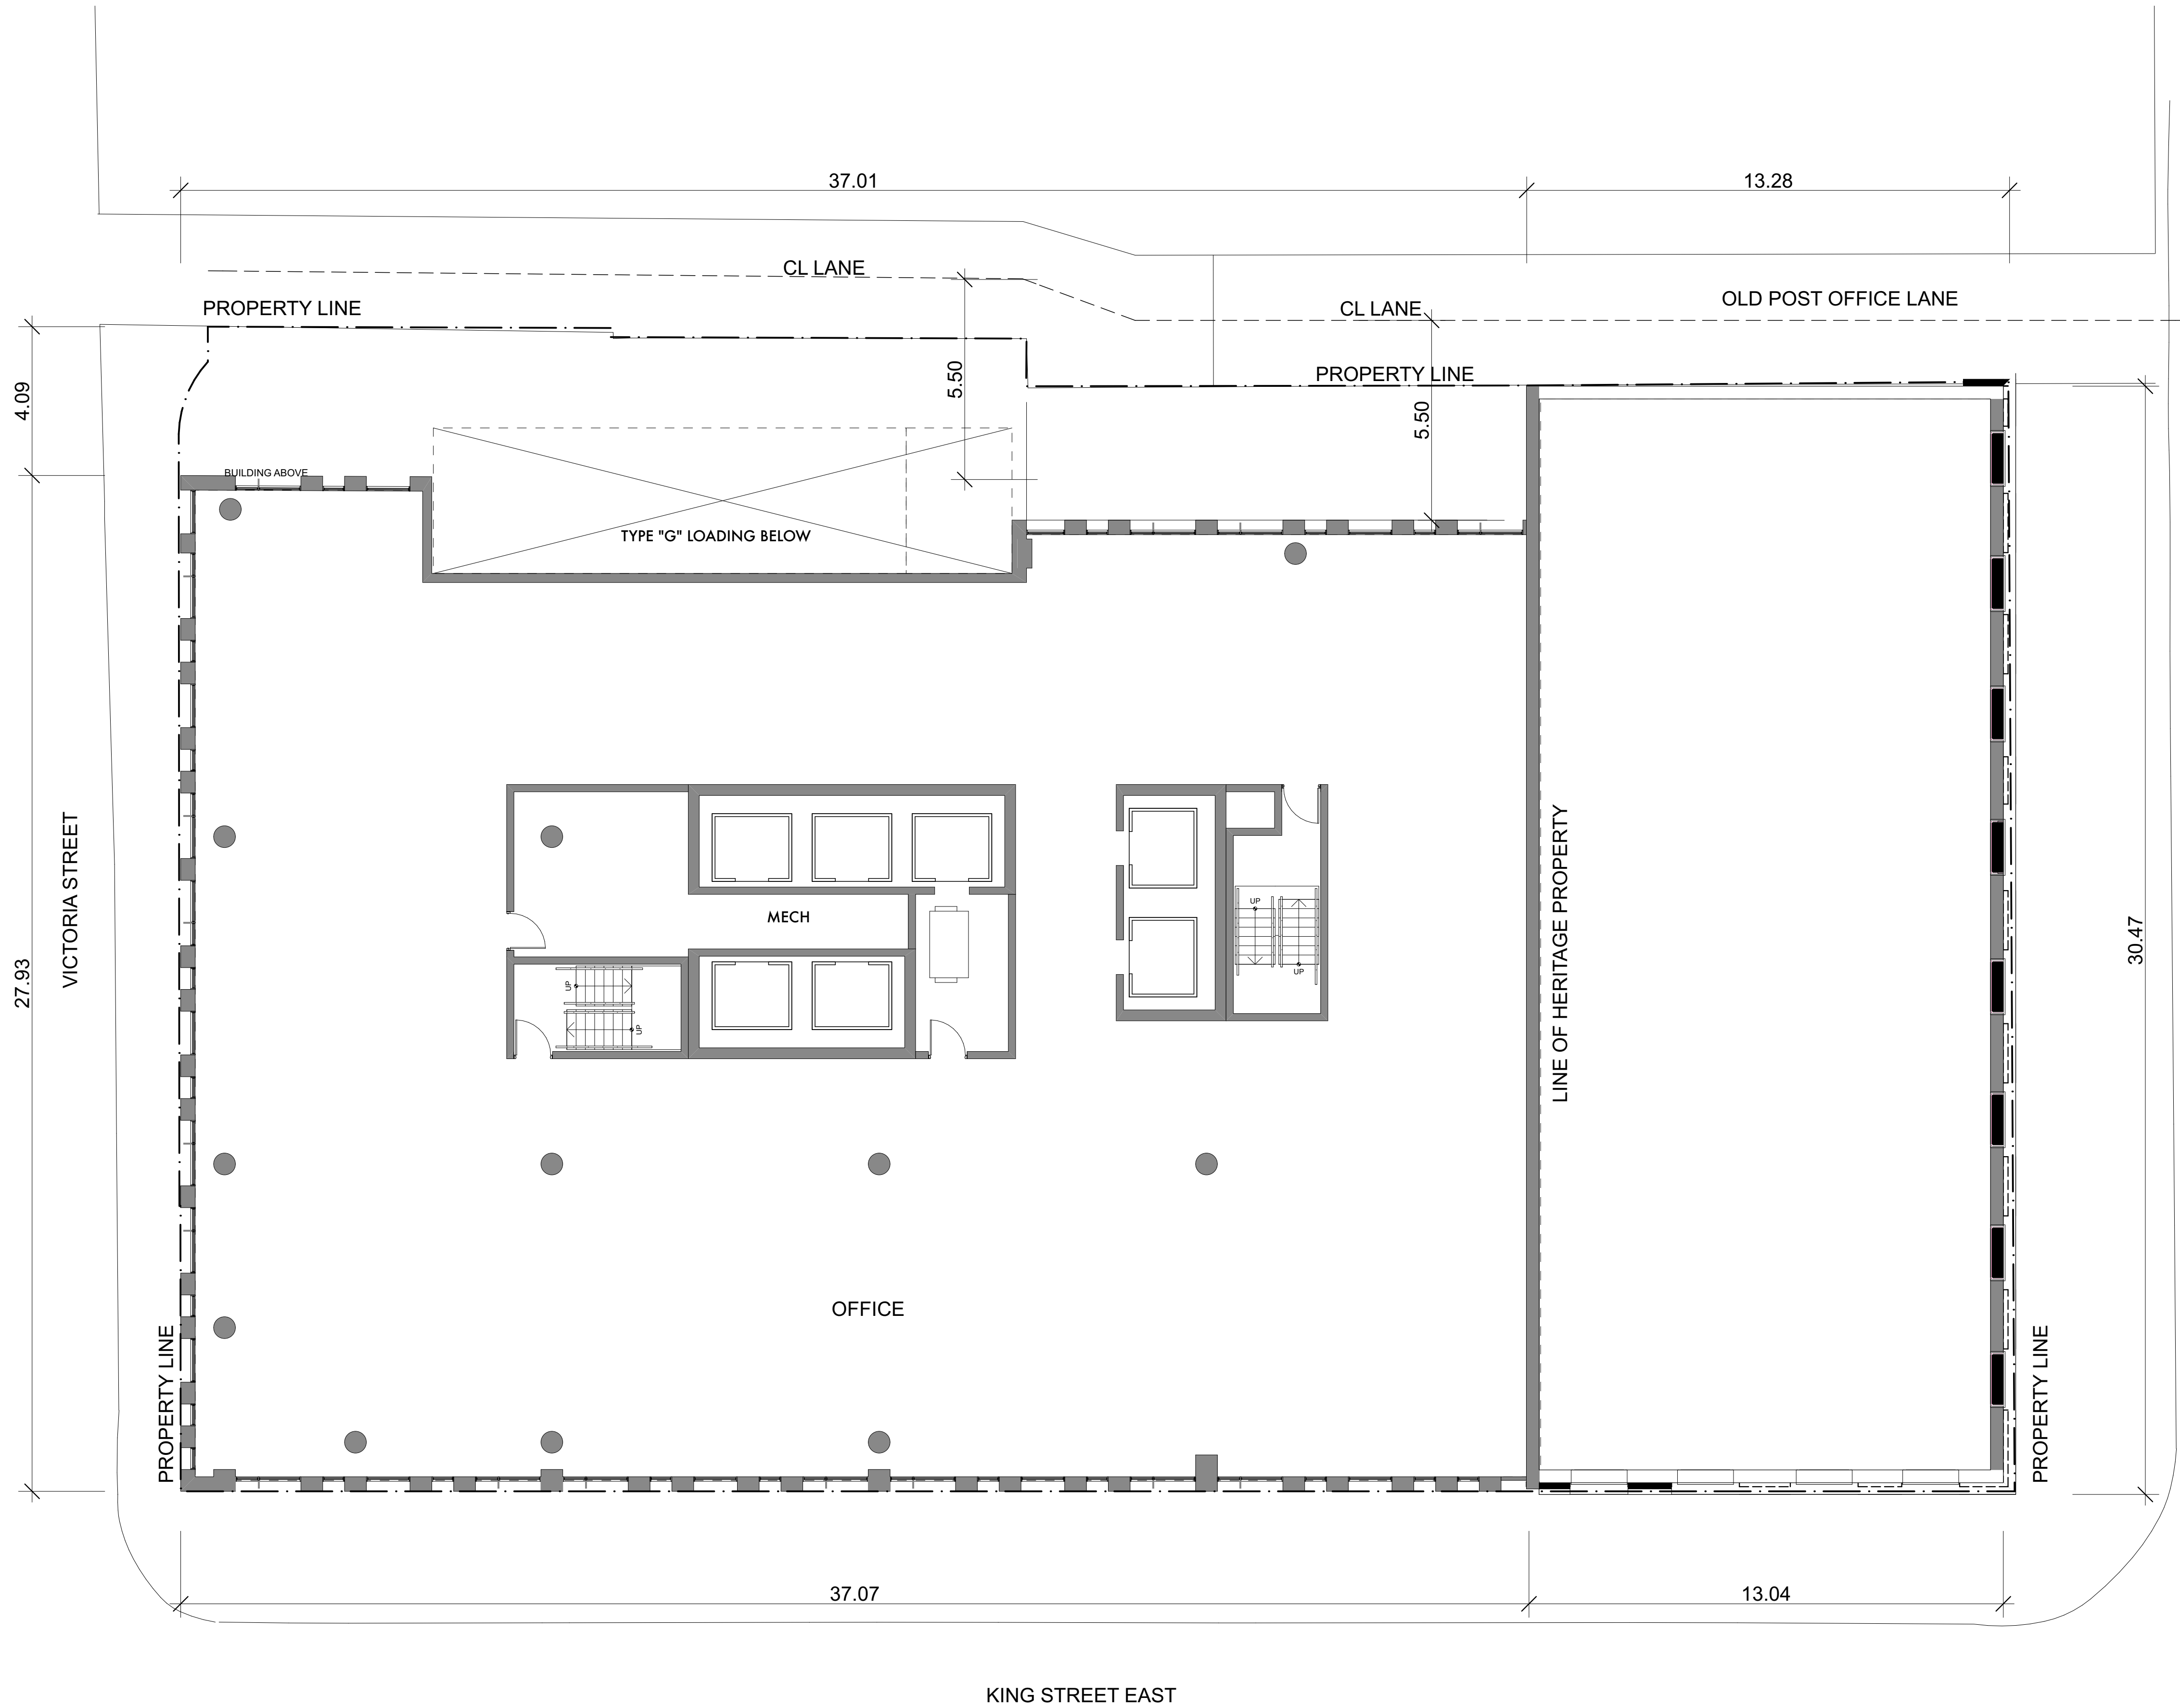 37.01
13.28
CL LANE
OLD POST OFFICE LANE
PROPERTY LINE
CL LANE
PROPERTY LINE
5.50
4.09
5.50
BUILDING ABOVE
TYPE "G" LOADING BELOW
VICTORIA STREET
LINE OF HERITAGE PROPERTY
MECH
UP
UP
UP
UP
27.93
30.47
OFFICE
PROPERTY LINE
PROPERTY LINE
37.07
13.04
KING STREET EAST